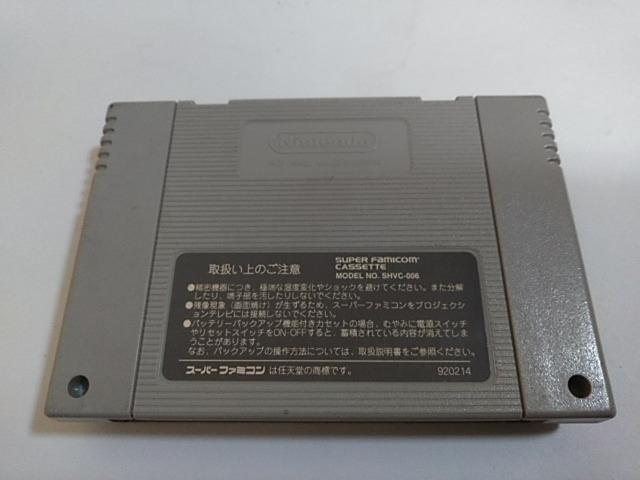 Nintendo
取扱い上のご注意
SUPER FAMICOM
CASSETTE
MODEL NO. SHVC-006
●精密機器につき、極端な温度変化やショックを避けてください。また分解
したり、端子部を汚したりしないでください。
●残像現象（画面焼け）が生ずるため、スーパーファミコンをプロジェクシ
ョンテレビには接続しないでください。
●バッテリーバックアップ機能付きカセットの場合、むやみに電源スイッチ
やリセットスイッチをON-OFFすると、蓄積されている内容が消えてしま
うことがあります。
なお、バックアップの操作方法については、取扱説明書をご参照ください。
スーパーファミコン は任天堂の商標です。
920214